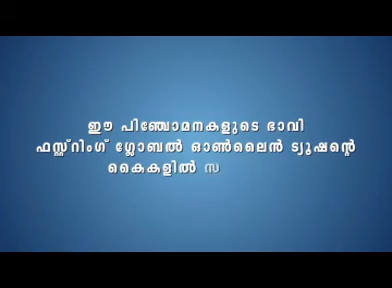 ഈ പിഞ്ചോമനകളുടെ ഭാവി
ഫസ്റ്റ്റിംഗ് ഗ്ലോബൽ ഓൺലൈൻ ട്യൂഷന്റെ
കൈകളിൽ സ